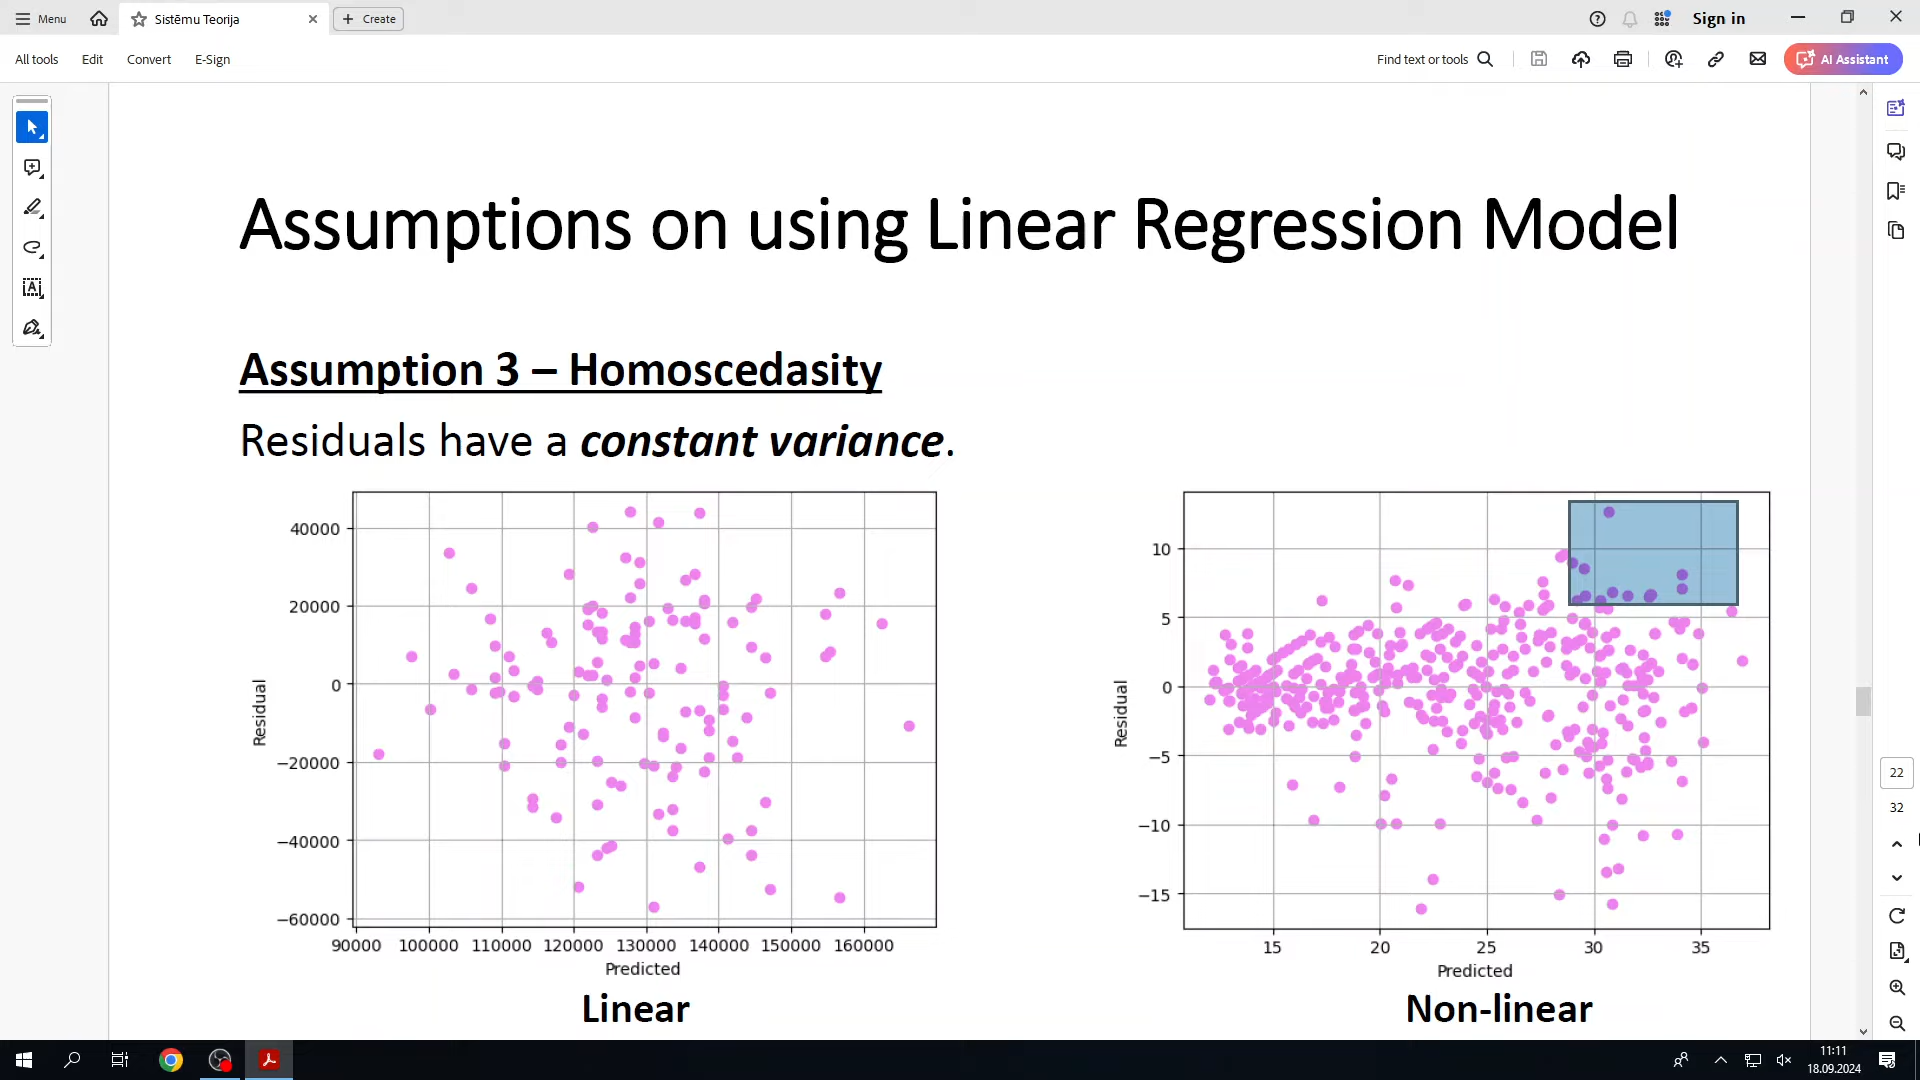 Menu
Sistēmu Teorija
Create
Sign in
All tools
Edit
Convert
E-Sign
Find text or tools
AI Assistant
Assumptions on using Linear Regression Model
Assumption 3 – Homoscedasity
Residuals have a constant variance.
40000
20000
0
−20000
−40000
−60000
Residual
90000 100000 110000 120000 130000 140000 150000 160000
Predicted
Linear
10
5
0
−5
−10
−15
Residual
15 20 25 30 35
Predicted
Non-linear
22
32
11:11
18.09.2024